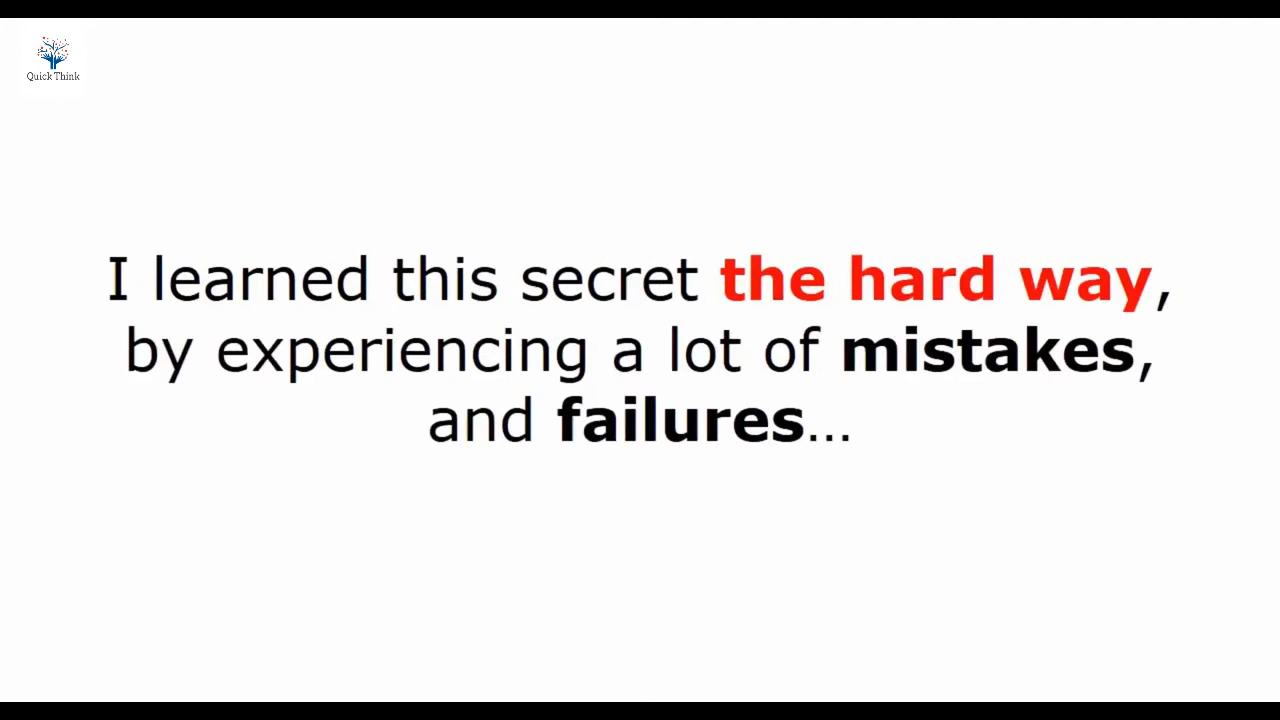 Quick Think
I learned this secret the hard way,
by experiencing a lot of mistakes,
and failures...